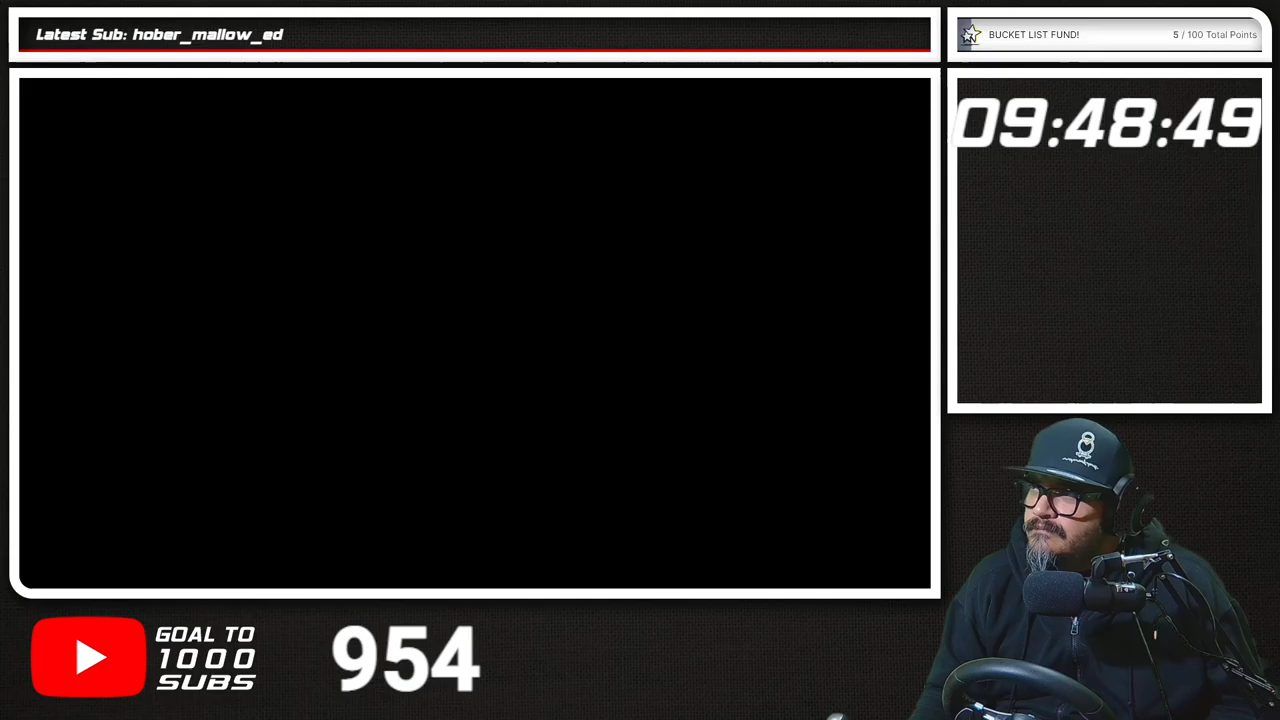 Latest Sub: hober_mallow_ed
BUCKET LIST FUND!
5 / 100 Total Points
09:48:49
GOAL TO
1000
SUBS
954